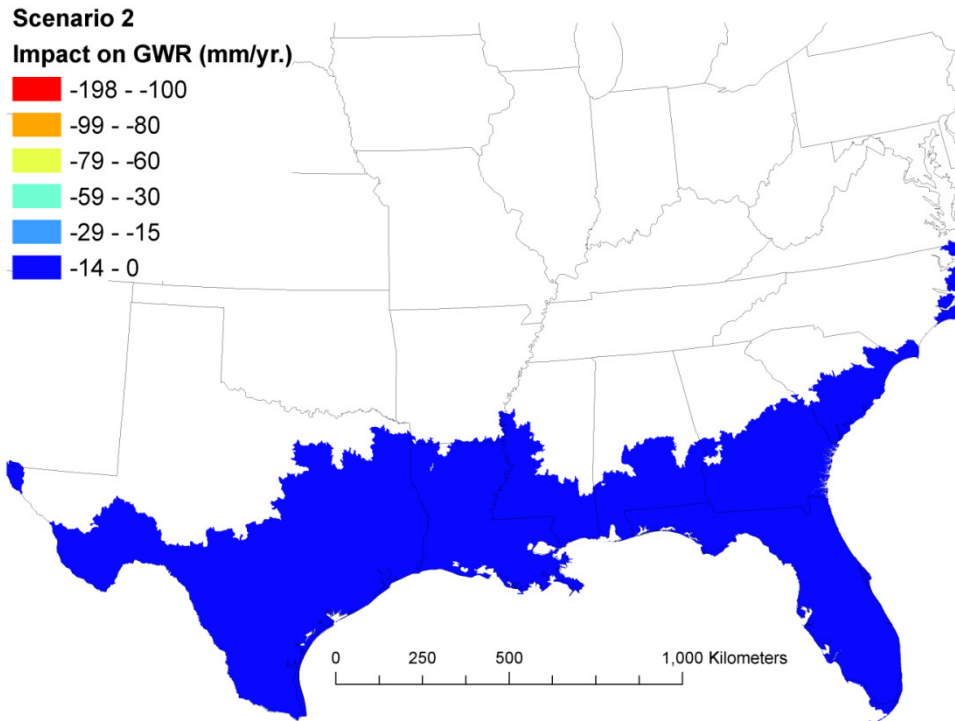 Scenario 2
Impact on GWR (mm/yr.)
-198 - -100
-99 - -80
-79 - -60
-59 - -30
-29 - -15
-14 - 0
0 250 500 1,000 Kilometers